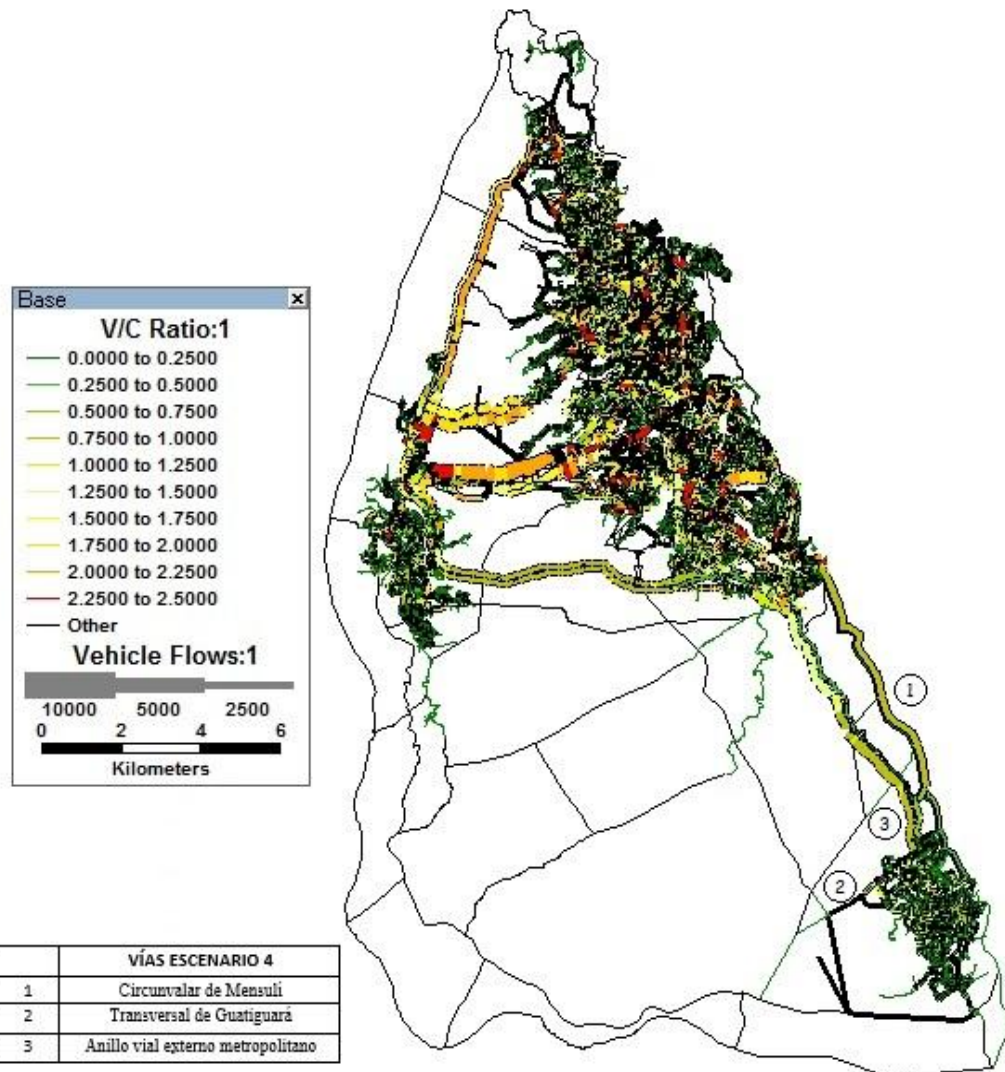 Base
V/C Ratio:1
0.0000 to 0.2500
0.2500 to 0.5000
0.5000 to 0.7500
0.7500 to 1.0000
1.0000 to 1.2500
1.2500 to 1.5000
1.5000 to 1.7500
1.7500 to 2.0000
2.0000 to 2.2500
2.2500 to 2.5000
Other
Vehicle Flows:1
10000 5000 2500
0 2 4 6
Kilometers
1
3
2
VÍAS ESCENARIO 4
1 Circunvalar de Mensulí
2 Transversal de Guatiguará
3 Anillo vial externo metropolitano